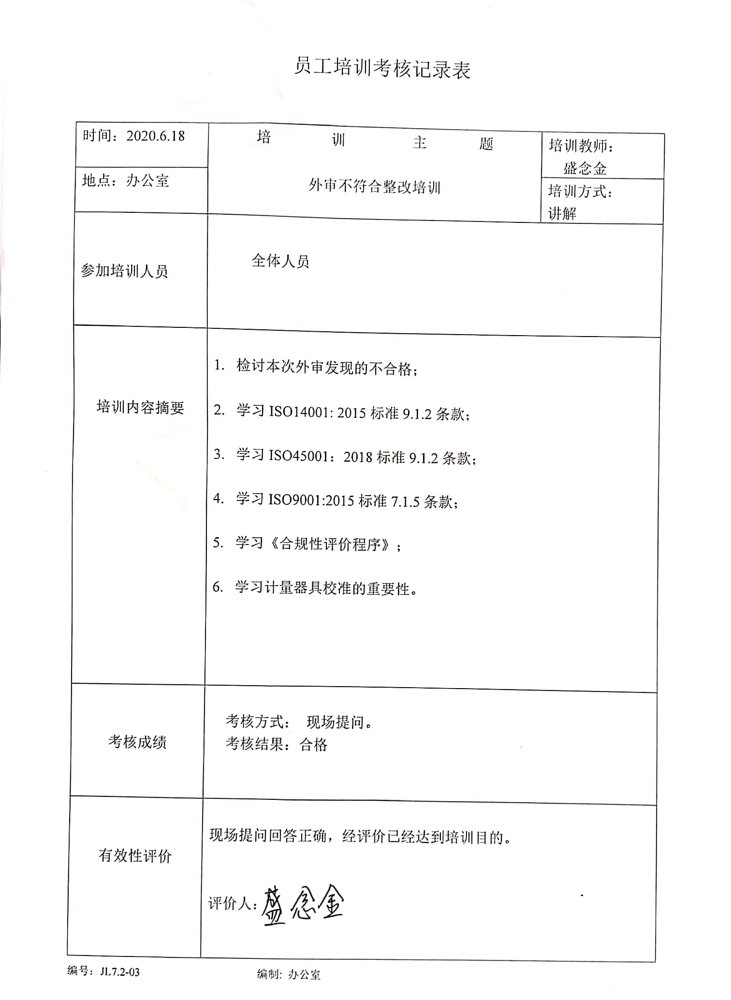 员工培训考核记录表
时间：2020.6.18
培 训 主 题
培训教师：
盛念金
地点：办公室
外审不符合整改培训
培训方式：
讲解
参加培训人员
全体人员
培训内容摘要
1. 检讨本次外审发现的不合格；
2. 学习 ISO14001: 2015 标准 9.1.2 条款；
3. 学习 ISO45001：2018 标准 9.1.2 条款；
4. 学习 ISO9001:2015 标准 7.1.5 条款；
5. 学习《合规性评价程序》；
6. 学习计量器具校准的重要性。
考核成绩
考核方式： 现场提问。
考核结果：合格
有效性评价
现场提问回答正确，经评价已经达到培训目的。
评价人：盛念金
编号：JL7.2-03 编制: 办公室